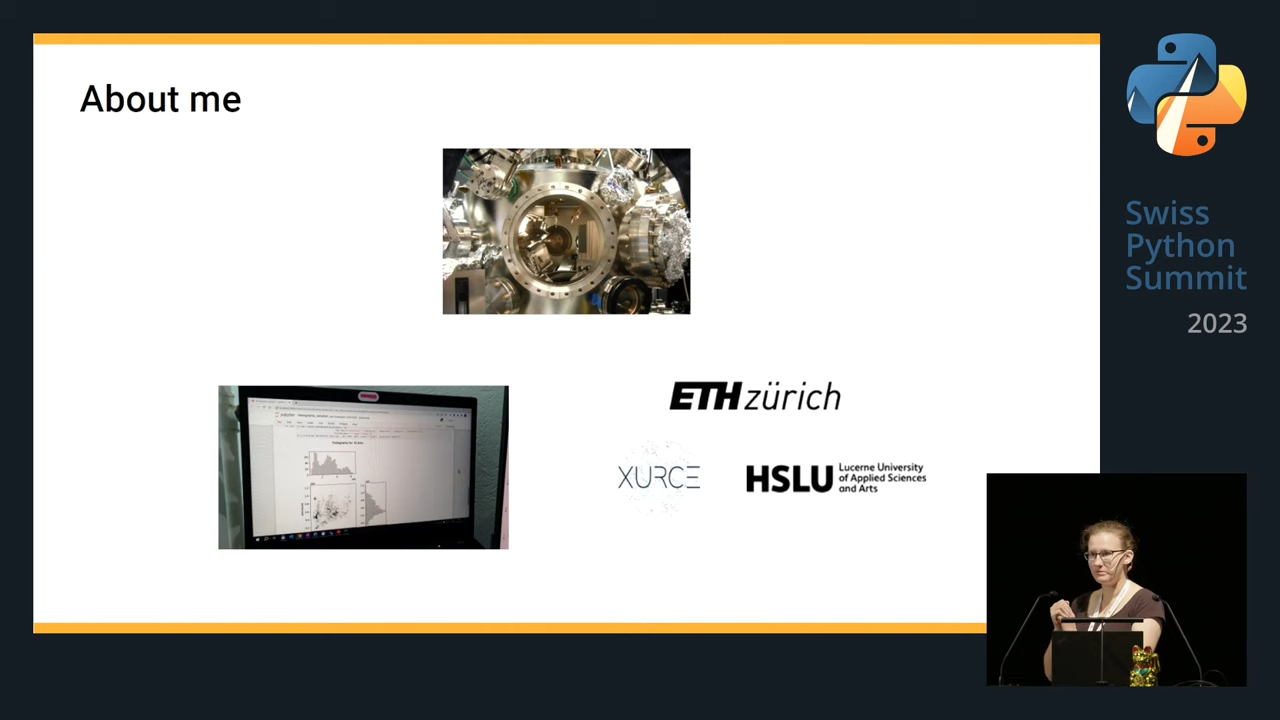 About me
ETH zürich
XURCE
HSLU Lucerne University
of Applied Sciences
and Arts
Swiss
Python
Summit
2023